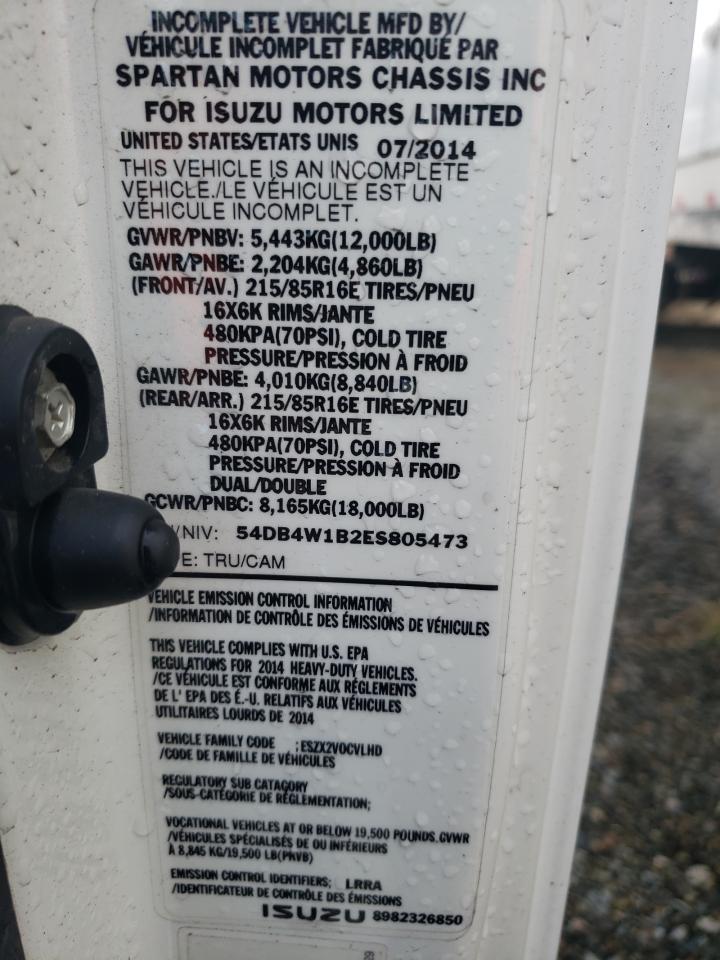 INCOMPLETE VEHICLE MFD BY/
VÉHICULE INCOMPLET FABRIQUÉ PAR
SPARTAN MOTORS CHASSIS INC
FOR ISUZU MOTORS LIMITED
UNITED STATES/ETATS UNIS 07/2014
THIS VEHICLE IS AN INCOMPLETE
VEHICLE./LE VÉHICULE EST UN
VÉHICULE INCOMPLET.
GVWR/PNBV: 5,443KG(12,000LB)
GAWR/PNBE: 2,204KG(4,860LB)
(FRONT/AV.) 215/85R16E TIRES/PNEU
16X6K RIMS/JANTE
480KPA(70PSI), COLD TIRE
PRESSURE/PRESSION À FROID
GAWR/PNBE: 4,010KG(8,840LB)
(REAR/ARR.) 215/85R16E TIRES/PNEU
16X6K RIMS/JANTE
480KPA(70PSI), COLD TIRE
PRESSURE/PRESSION À FROID
DUAL/DOUBLE
GCWR/PNBC: 8,165KG(18,000LB)
/NIV: 54DB4W1B2ES805473
E: TRU/CAM
VEHICLE EMISSION CONTROL INFORMATION
/INFORMATION DE CONTRÔLE DES ÉMISSIONS DE VÉHICULES
THIS VEHICLE COMPLIES WITH U.S. EPA
REGULATIONS FOR 2014 HEAVY-DUTY VEHICLES.
/CE VÉHICULE EST CONFORME AUX RÉGLEMENTS
DE L' EPA DES É.-U. RELATIFS AUX VÉHICULES
UTILITAIRES LOURDS DE 2014
VEHICLE FAMILY CODE ;ESZX2VOCVLHD
/CODE DE FAMILLE DE VÉHICULES
REGULATORY SUB CATAGORY
/SOUS-CATÉGORIE DE RÉGLEMENTATION;
VOCATIONAL VEHICLES AT OR BELOW 19,500 POUNDS.GVWR
/VÉHICULES SPÉCIALISÉS DE OU INFÉRIEURS
À 8,845 KG/19,500 LB(PNVB)
EMISSION CONTROL IDENTIFIERS; LRRA
/IDENTIFICATEUR DE CONTRÔLE DES ÉMISSIONS
ISUZU 8982326850